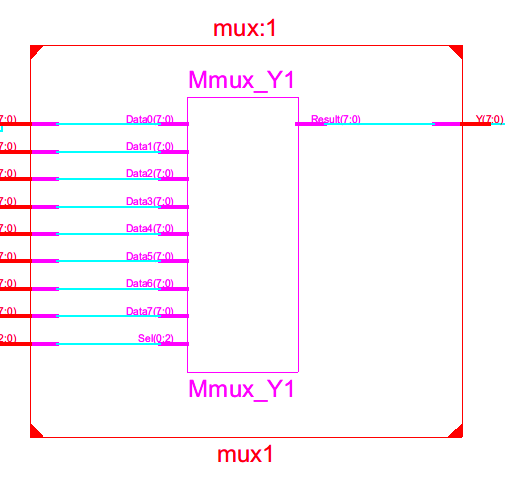 mux:1
Mmux_Y1
7:0) Data0(7:0) Result(7:0) Y(7:0)
7:0) Data1(7:0)
7:0) Data2(7:0)
7:0) Data3(7:0)
7:0) Data4(7:0)
7:0) Data5(7:0)
7:0) Data6(7:0)
7:0) Data7(7:0)
2:0) Sel(0:2)
Mmux_Y1
mux1